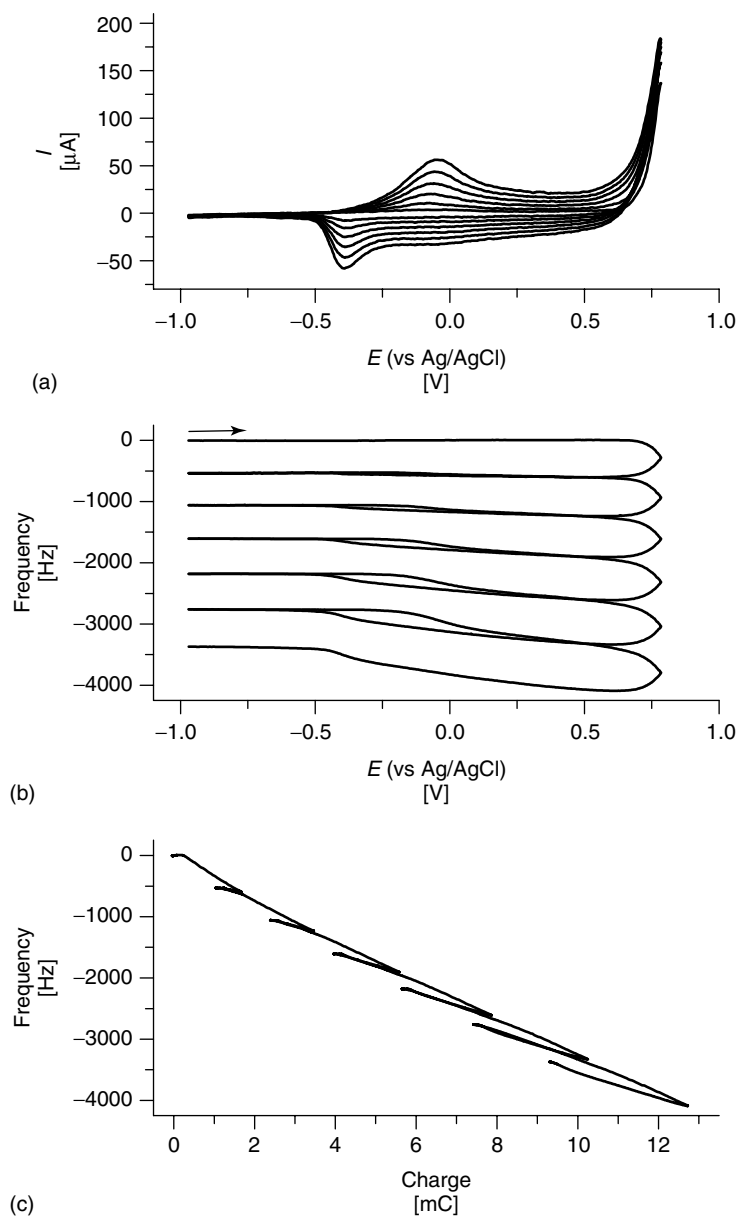 200
150
100
50
0
−50
I
[μA]
−1.0
−0.5
0.0
0.5
1.0
E (vs Ag/AgCl)
[V]
(a)
0
−1000
−2000
−3000
−4000
Frequency
[Hz]
−1.0
−0.5
0.0
0.5
1.0
E (vs Ag/AgCl)
[V]
(b)
0
−1000
−2000
−3000
−4000
Frequency
[Hz]
0
2
4
6
8
10
12
Charge
[mC]
(c)